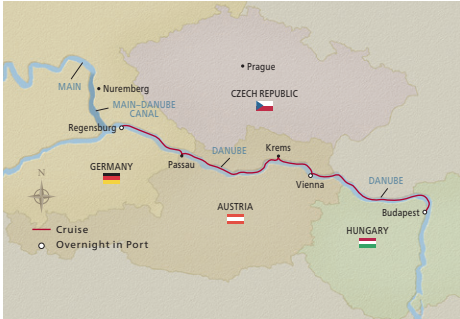 Prague
MAIN
Nuremberg
CZECH REPUBLIC
MAIN–DANUBE
CANAL
Regensburg
DANUBE
Krems
Passau
GERMANY
Vienna
DANUBE
N
AUSTRIA
Budapest
Cruise
HUNGARY
Overnight in Port